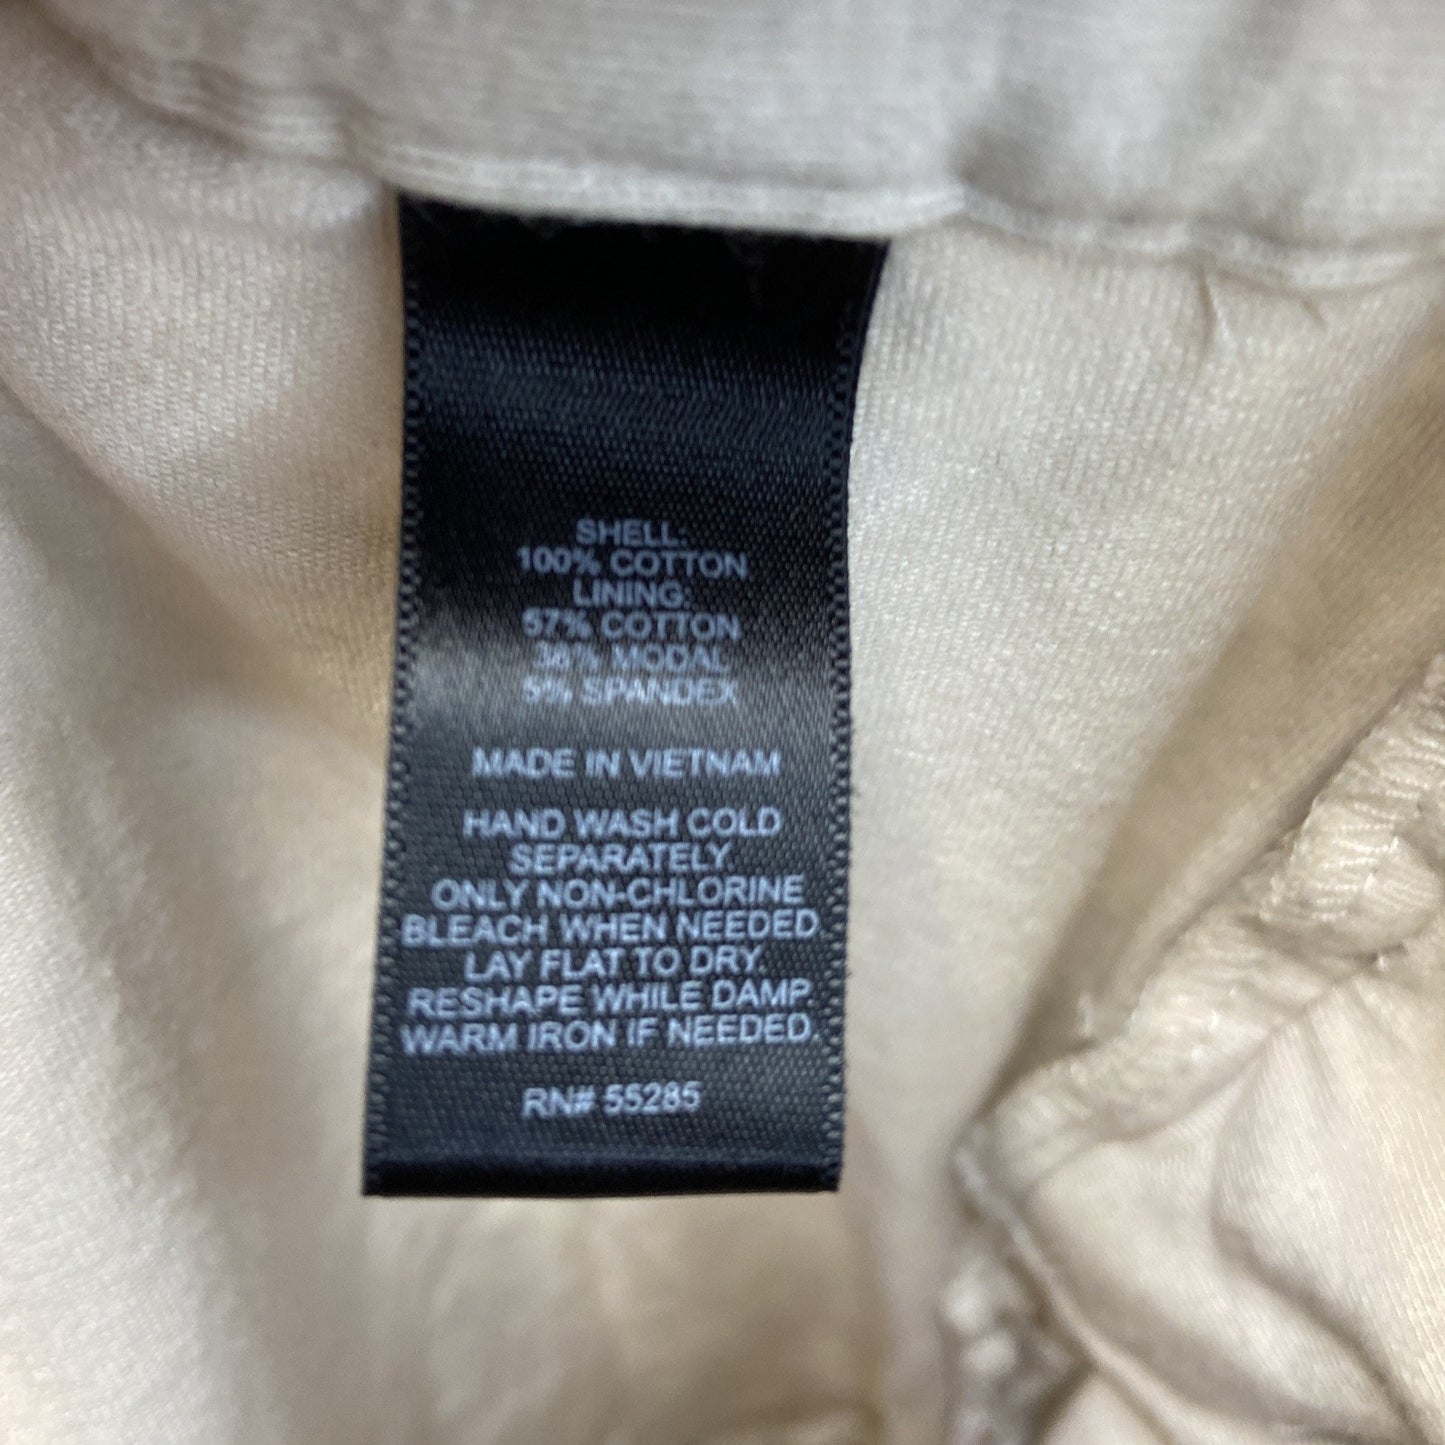 SHELL:
100% COTTON
LINING:
57% COTTON
38% MODAL
5% SPANDEX
MADE IN VIETNAM
HAND WASH COLD
SEPARATELY
ONLY NON-CHLORINE
BLEACH WHEN NEEDED
LAY FLAT TO DRY.
RESHAPE WHILE DAMP.
WARM IRON IF NEEDED.
RN# 55285